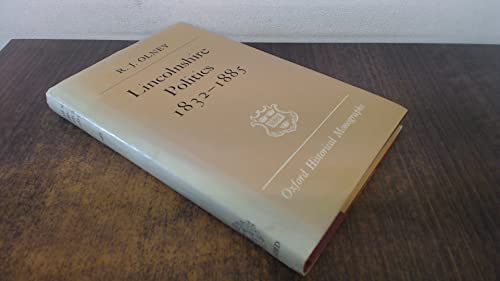 R. J. OLNEY
Lincolnshire
Politics
1832–1885
Oxford Historical Monographs